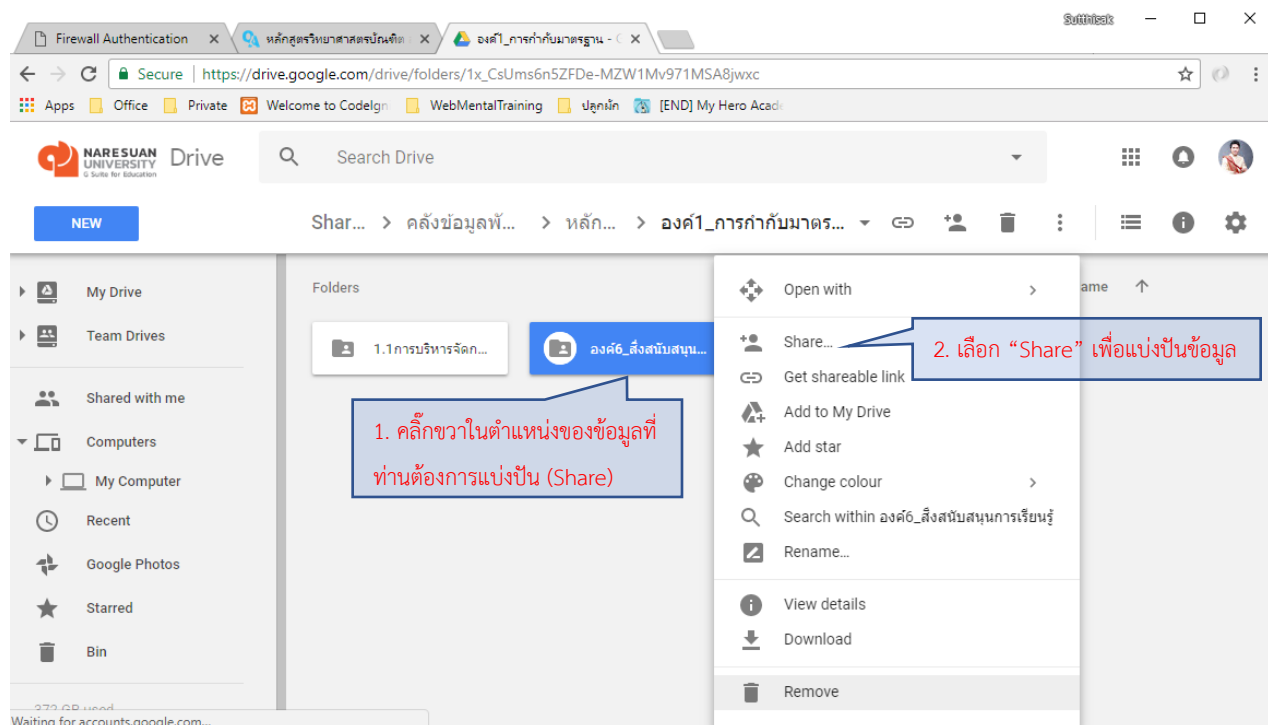 Sutthisak
Firewall Authentication
หลักสูตรวิทยาศาสตรบัณฑิต
องค์1_การกำกับมาตรฐาน - G
Secure | https://drive.google.com/drive/folders/1x_CsUms6n5ZFDe-MZW1Mv971MSA8jwxc
Apps Office Private Welcome to CodeIgn WebMentalTraining ปลูกผัก [END] My Hero Acade
NARESUAN
UNIVERSITY
G Suite for Education
Drive
Search Drive
NEW
Shar... > คลังข้อมูลพั... > หลัก... > องค์1_การกำกับมาตร...
My Drive
Team Drives
Shared with me
Computers
My Computer
Recent
Google Photos
Starred
Bin
372 GB used
Waiting for accounts.google.com...
Folders
ame
1.1การบริหารจัดก...
องค์6_สิ่งสนับสนุน...
1. คลิ๊กขวาในตำแหน่งของข้อมูลที่
ท่านต้องการแบ่งปัน (Share)
Open with
Share...
2. เลือก “Share” เพื่อแบ่งปันข้อมูล
Get shareable link
Add to My Drive
Add star
Change colour
Search within องค์6_สิ่งสนับสนุนการเรียนรู้
Rename...
View details
Download
Remove